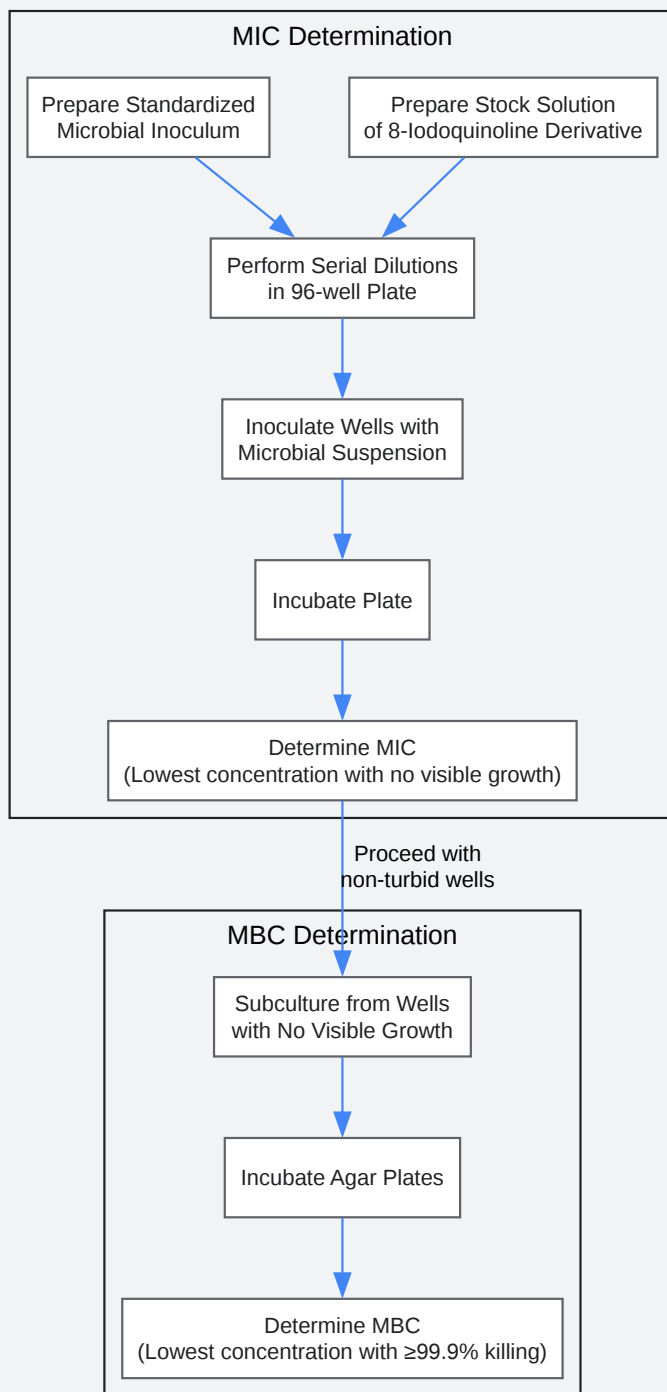 MIC Determination
Prepare Standardized
Microbial Inoculum
Prepare Stock Solution
of 8-Iodoquinoline Derivative
Perform Serial Dilutions
in 96-well Plate
Inoculate Wells with
Microbial Suspension
Incubate Plate
Determine MIC
(Lowest concentration with no visible growth)
Proceed with
non-turbid wells
MBC Determination
Subculture from Wells
with No Visible Growth
Incubate Agar Plates
Determine MBC
(Lowest concentration with ≥99.9% killing)